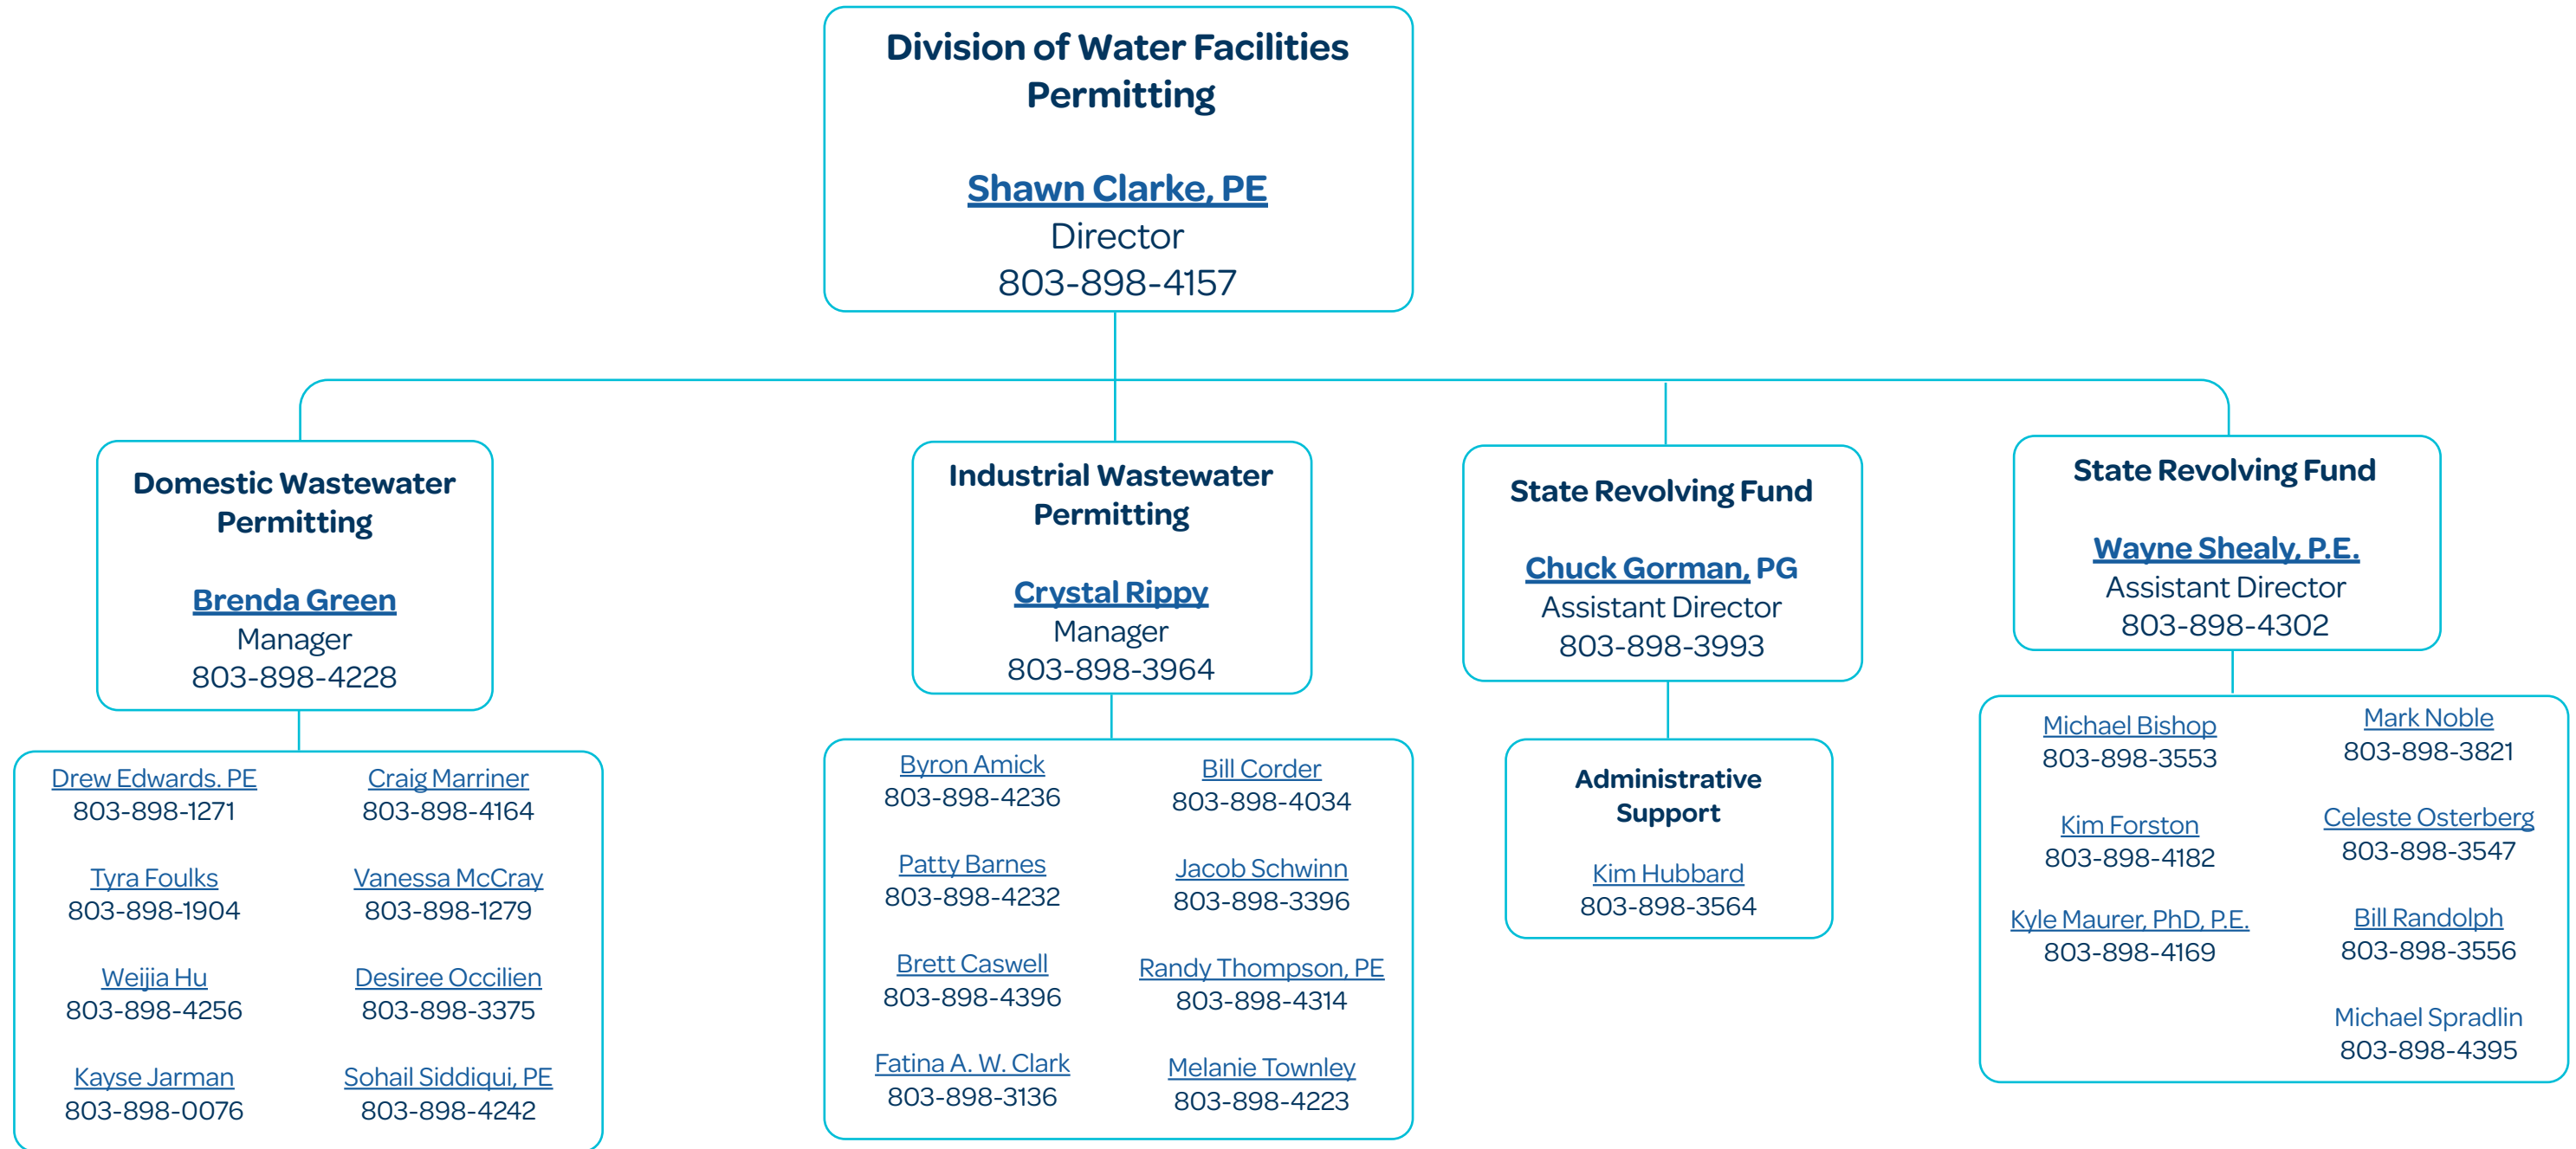 Division of Water Facilities
Permitting
Shawn Clarke, PE
Director
803-898-4157
Domestic Wastewater
Permitting
Brenda Green
Manager
803-898-4228
Drew Edwards. PE
803-898-1271
Tyra Foulks
803-898-1904
Weijia Hu
803-898-4256
Kayse Jarman
803-898-0076
Craig Marriner
803-898-4164
Vanessa McCray
803-898-1279
Desiree Occilien
803-898-3375
Sohail Siddiqui, PE
803-898-4242
Industrial Wastewater
Permitting
Crystal Rippy
Manager
803-898-3964
Byron Amick
803-898-4236
Patty Barnes
803-898-4232
Brett Caswell
803-898-4396
Fatina A. W. Clark
803-898-3136
Bill Corder
803-898-4034
Jacob Schwinn
803-898-3396
Randy Thompson, PE
803-898-4314
Melanie Townley
803-898-4223
State Revolving Fund
Chuck Gorman, PG
Assistant Director
803-898-3993
Administrative
Support
Kim Hubbard
803-898-3564
State Revolving Fund
Wayne Shealy, P.E.
Assistant Director
803-898-4302
Michael Bishop
803-898-3553
Kim Forston
803-898-4182
Kyle Maurer, PhD, P.E.
803-898-4169
Mark Noble
803-898-3821
Celeste Osterberg
803-898-3547
Bill Randolph
803-898-3556
Michael Spradlin
803-898-4395